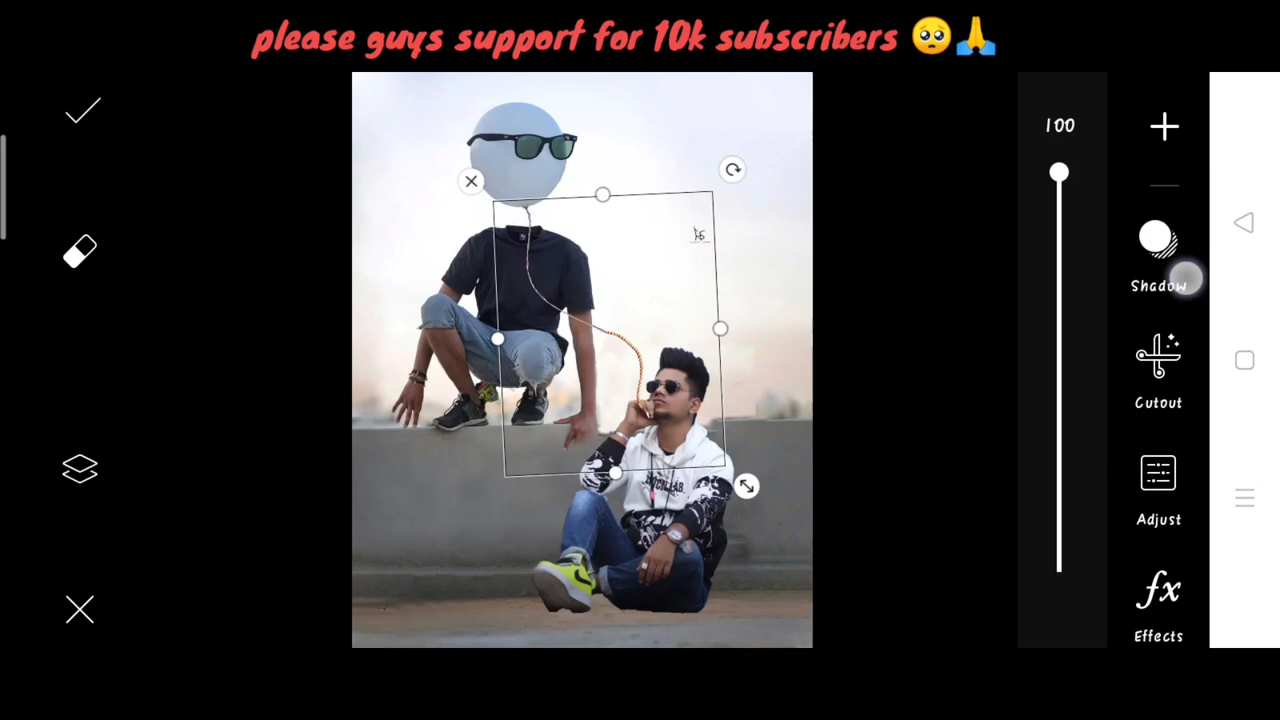 please guys support for 10k subscribers 🥺🙏
100
Shadow
Cutout
Adjust
fx
Effects